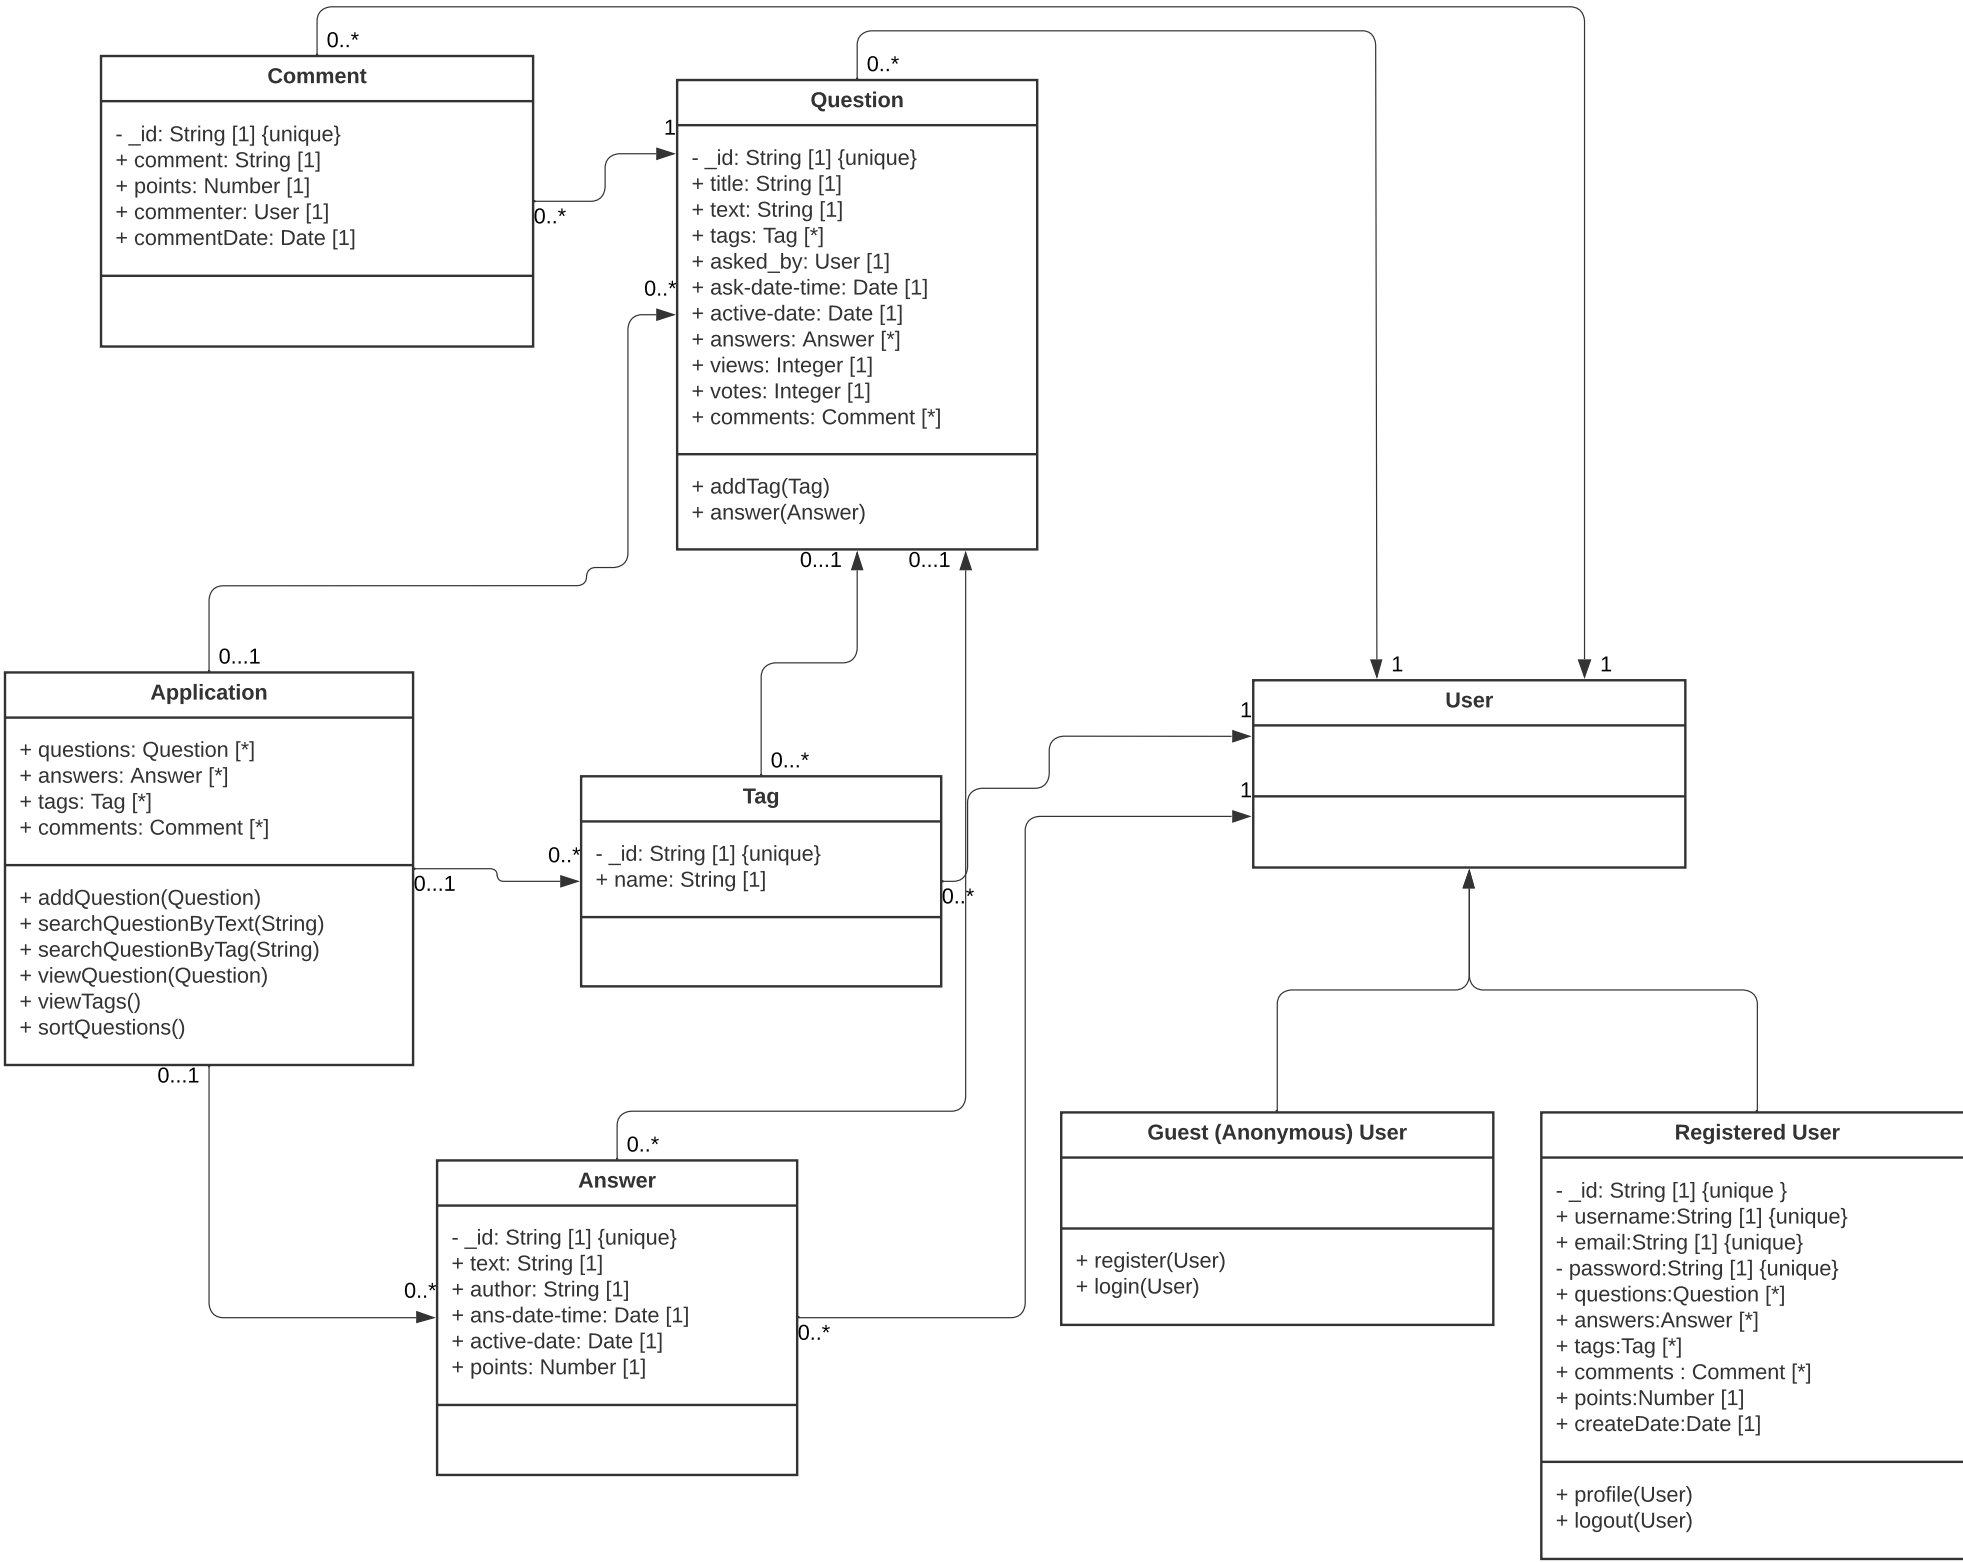 0..*
Comment
- _id: String [1] {unique}
+ comment: String [1]
+ points: Number [1]
+ commenter: User [1]
+ commentDate: Date [1]
0..*
1
0..*
Question
- _id: String [1] {unique}
+ title: String [1]
+ text: String [1]
+ tags: Tag [*]
+ asked_by: User [1]
+ ask-date-time: Date [1]
+ active-date: Date [1]
+ answers: Answer [*]
+ views: Integer [1]
+ votes: Integer [1]
+ comments: Comment [*]
+ addTag(Tag)
+ answer(Answer)
0..*
0...1
0...1
0...1
Application
+ questions: Question [*]
+ answers: Answer [*]
+ tags: Tag [*]
+ comments: Comment [*]
+ addQuestion(Question)
+ searchQuestionByText(String)
+ searchQuestionByTag(String)
+ viewQuestion(Question)
+ viewTags()
+ sortQuestions()
0...1
0...1
0..*
0...*
Tag
- _id: String [1] {unique}
+ name: String [1]
0..*
1
1
User
1
1
0..*
0..*
Answer
- _id: String [1] {unique}
+ text: String [1]
+ author: String [1]
+ ans-date-time: Date [1]
+ active-date: Date [1]
+ points: Number [1]
0..*
Guest (Anonymous) User
+ register(User)
+ login(User)
Registered User
- _id: String [1] {unique }
+ username:String [1] {unique}
+ email:String [1] {unique}
- password:String [1] {unique}
+ questions:Question [*]
+ answers:Answer [*]
+ tags:Tag [*]
+ comments : Comment [*]
+ points:Number [1]
+ createDate:Date [1]
+ profile(User)
+ logout(User)